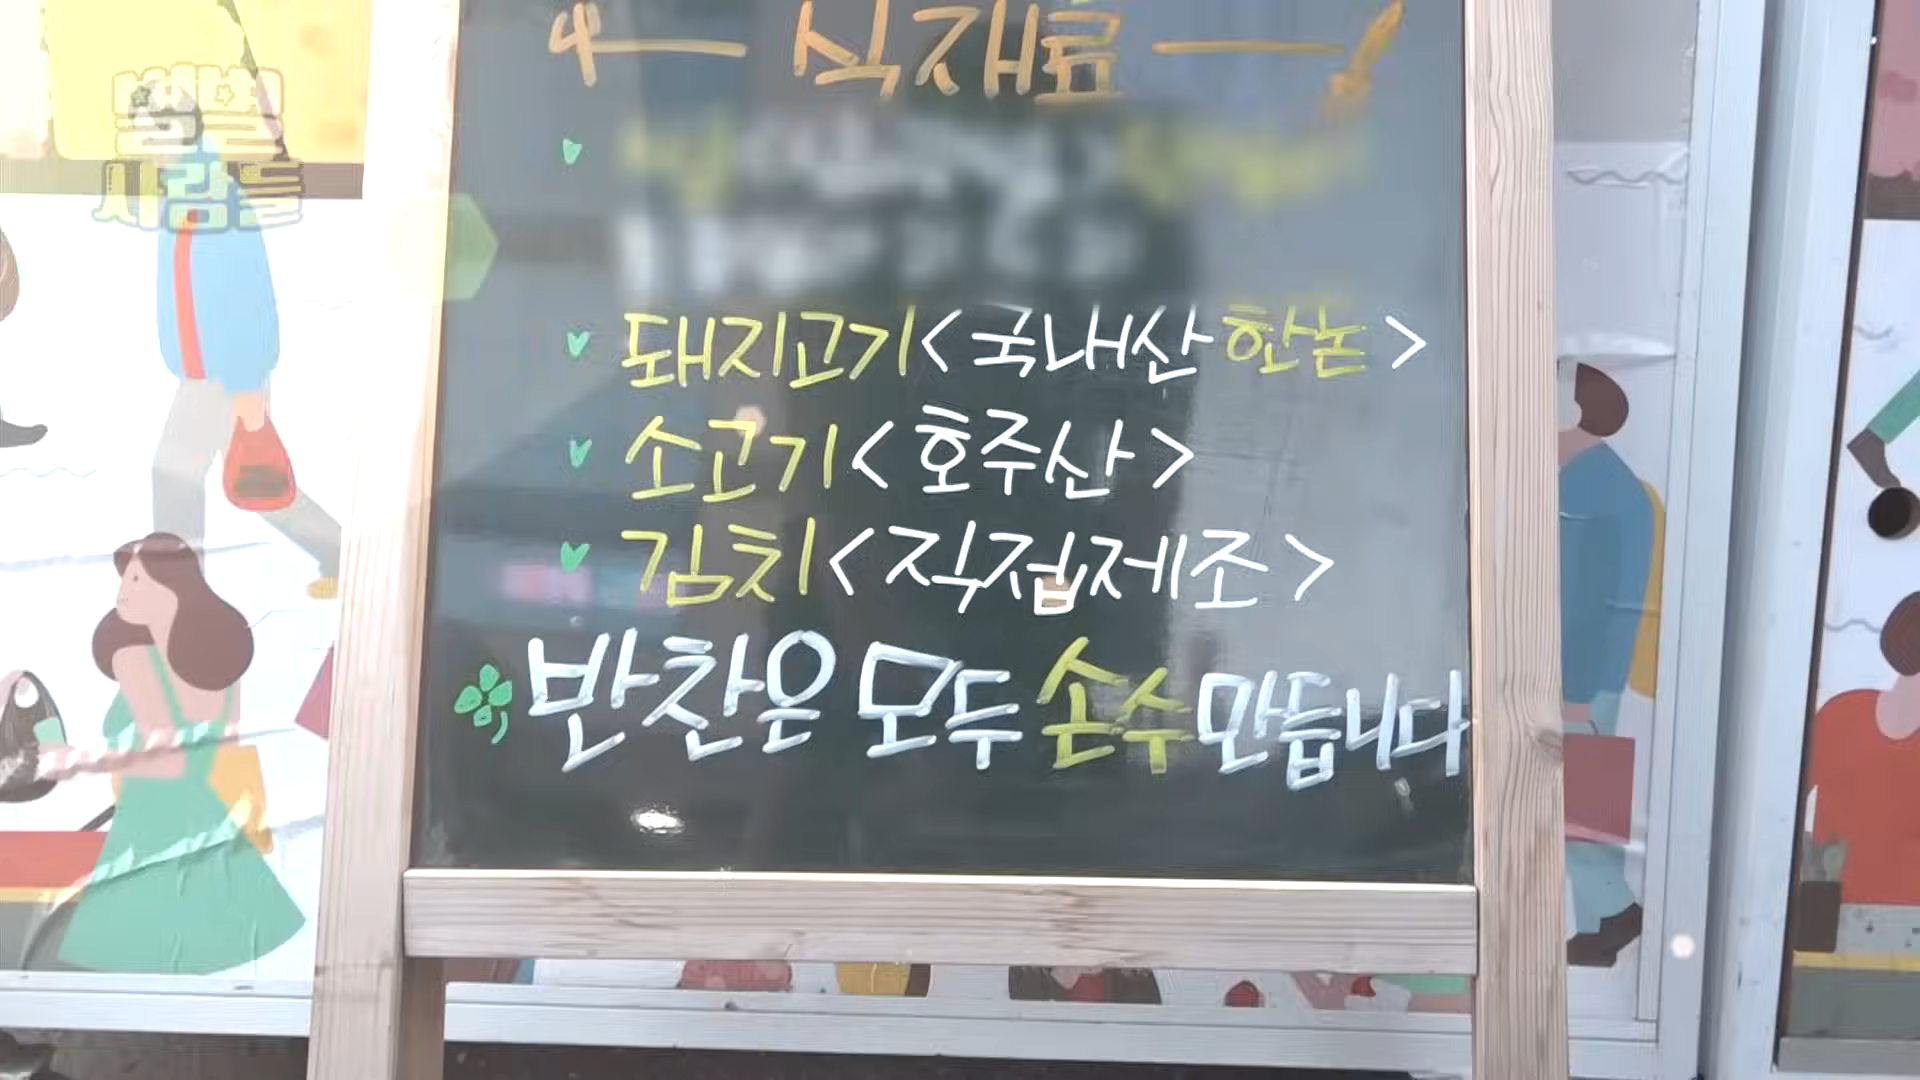 별별
사람들
식재료
돼지고기<국내산 한돈>
소고기<호주산>
김치<직접제조>
반찬은 모두 손수 만듭니다